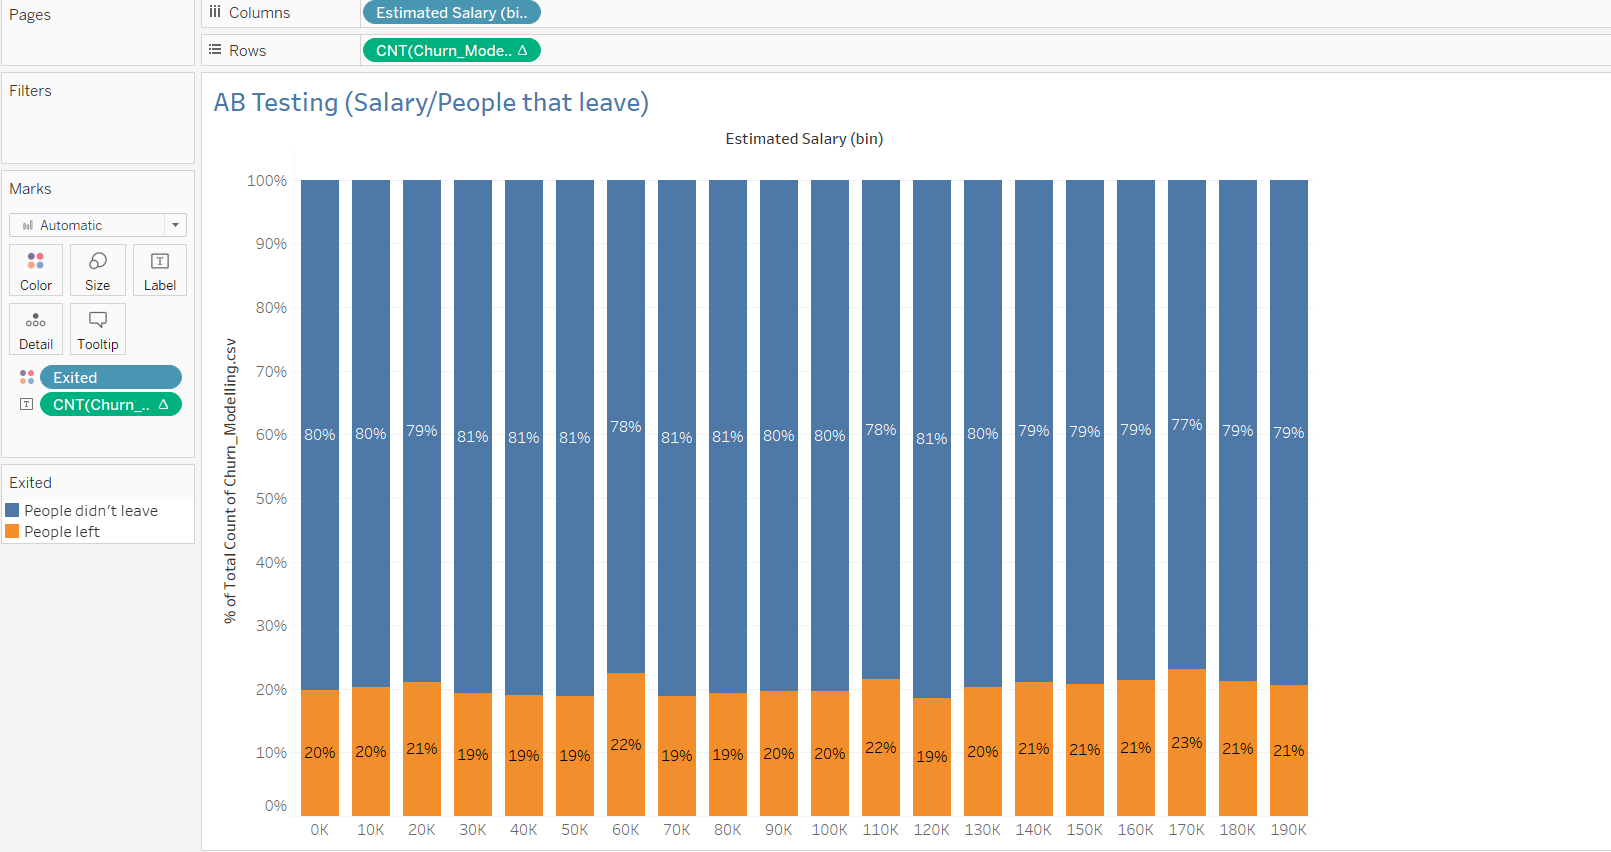 Pages
Columns
Estimated Salary (bi..
Rows
CNT(Churn_Mode.. Δ
Filters
Marks
Automatic
Color
Size
Label
Detail
Tooltip
Exited
CNT(Churn_.. Δ
Exited
People didn't leave
People left
AB Testing (Salary/People that leave)
Estimated Salary (bin)
% of Total Count of Churn_Modelling.csv
100%
90%
80%
70%
60%
50%
40%
30%
20%
10%
0%
80% 80% 79% 81% 81% 81% 78% 81% 81% 80% 80% 78% 81% 80% 79% 79% 79% 77% 79% 79%
20% 20% 21% 19% 19% 19% 22% 19% 19% 20% 20% 22% 19% 20% 21% 21% 21% 23% 21% 21%
0K 10K 20K 30K 40K 50K 60K 70K 80K 90K 100K 110K 120K 130K 140K 150K 160K 170K 180K 190K